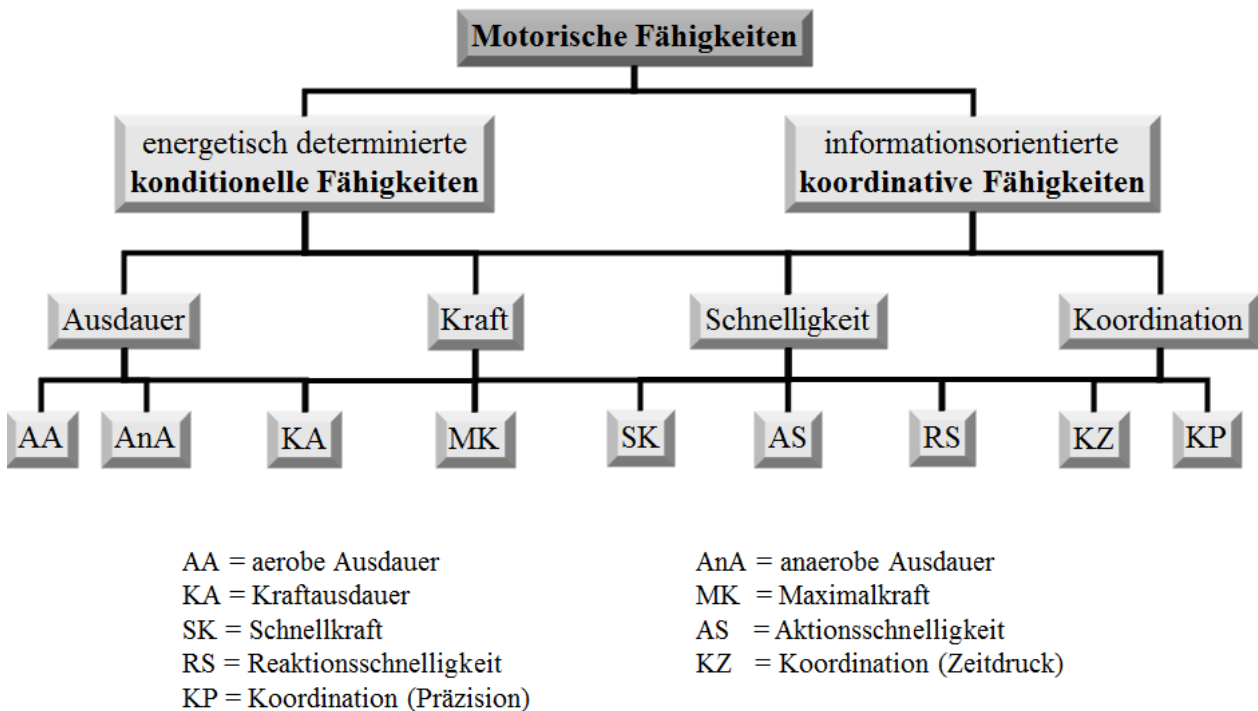 Motorische Fähigkeiten
energetisch determinierte
konditionelle Fähigkeiten
informationsorientierte
koordinative Fähigkeiten
Ausdauer
Kraft
Schnelligkeit
Koordination
AA
AnA
KA
MK
SK
AS
RS
KZ
KP
AA = aerobe Ausdauer
KA = Kraftausdauer
SK = Schnellkraft
RS = Reaktionsschnelligkeit
KP = Koordination (Präzision)
AnA = anaerobe Ausdauer
MK = Maximalkraft
AS = Aktionsschnelligkeit
KZ = Koordination (Zeitdruck)